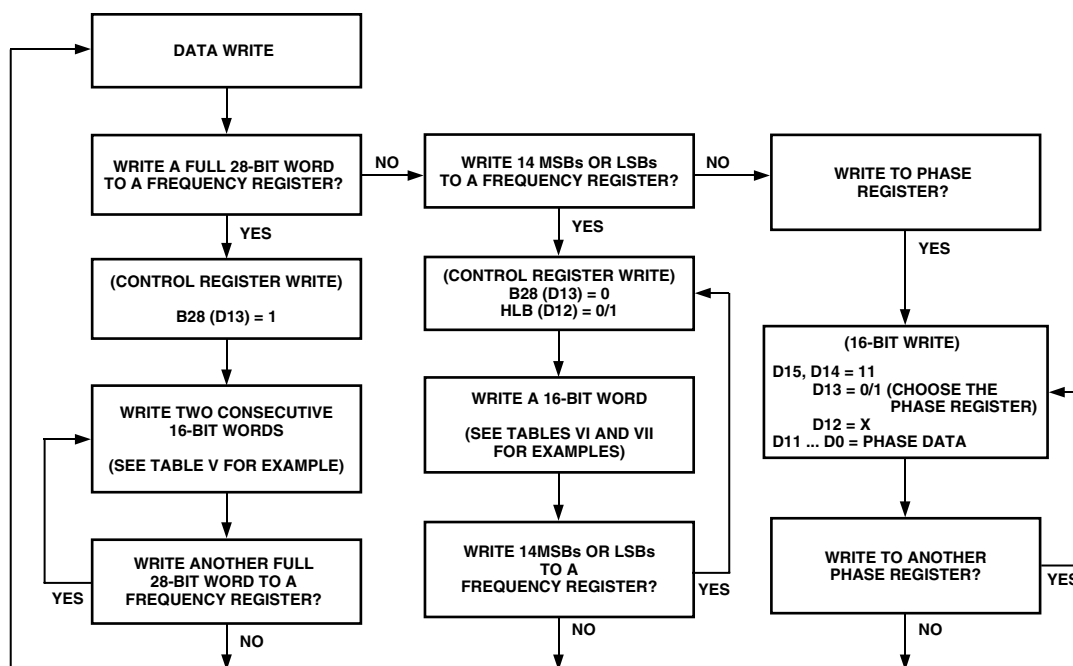 DATA WRITE
WRITE A FULL 28-BIT WORD
TO A FREQUENCY REGISTER?
NO
WRITE 14 MSBs OR LSBs
TO A FREQUENCY REGISTER?
NO
WRITE TO PHASE
REGISTER?
YES
YES
YES
(CONTROL REGISTER WRITE)
B28 (D13) = 1
(CONTROL REGISTER WRITE)
B28 (D13) = 0
HLB (D12) = 0/1
(16-BIT WRITE)
D15, D14 = 11
D13 = 0/1 (CHOOSE THE
PHASE REGISTER)
D12 = X
D11 ... D0 = PHASE DATA
WRITE TWO CONSECUTIVE
16-BIT WORDS
(SEE TABLE V FOR EXAMPLE)
WRITE A 16-BIT WORD
(SEE TABLES VI AND VII
FOR EXAMPLES)
WRITE ANOTHER FULL
28-BIT WORD TO A
FREQUENCY REGISTER?
YES
NO
WRITE 14MSBs OR LSBs
TO A
FREQUENCY REGISTER?
YES
NO
WRITE TO ANOTHER
PHASE REGISTER?
YES
NO